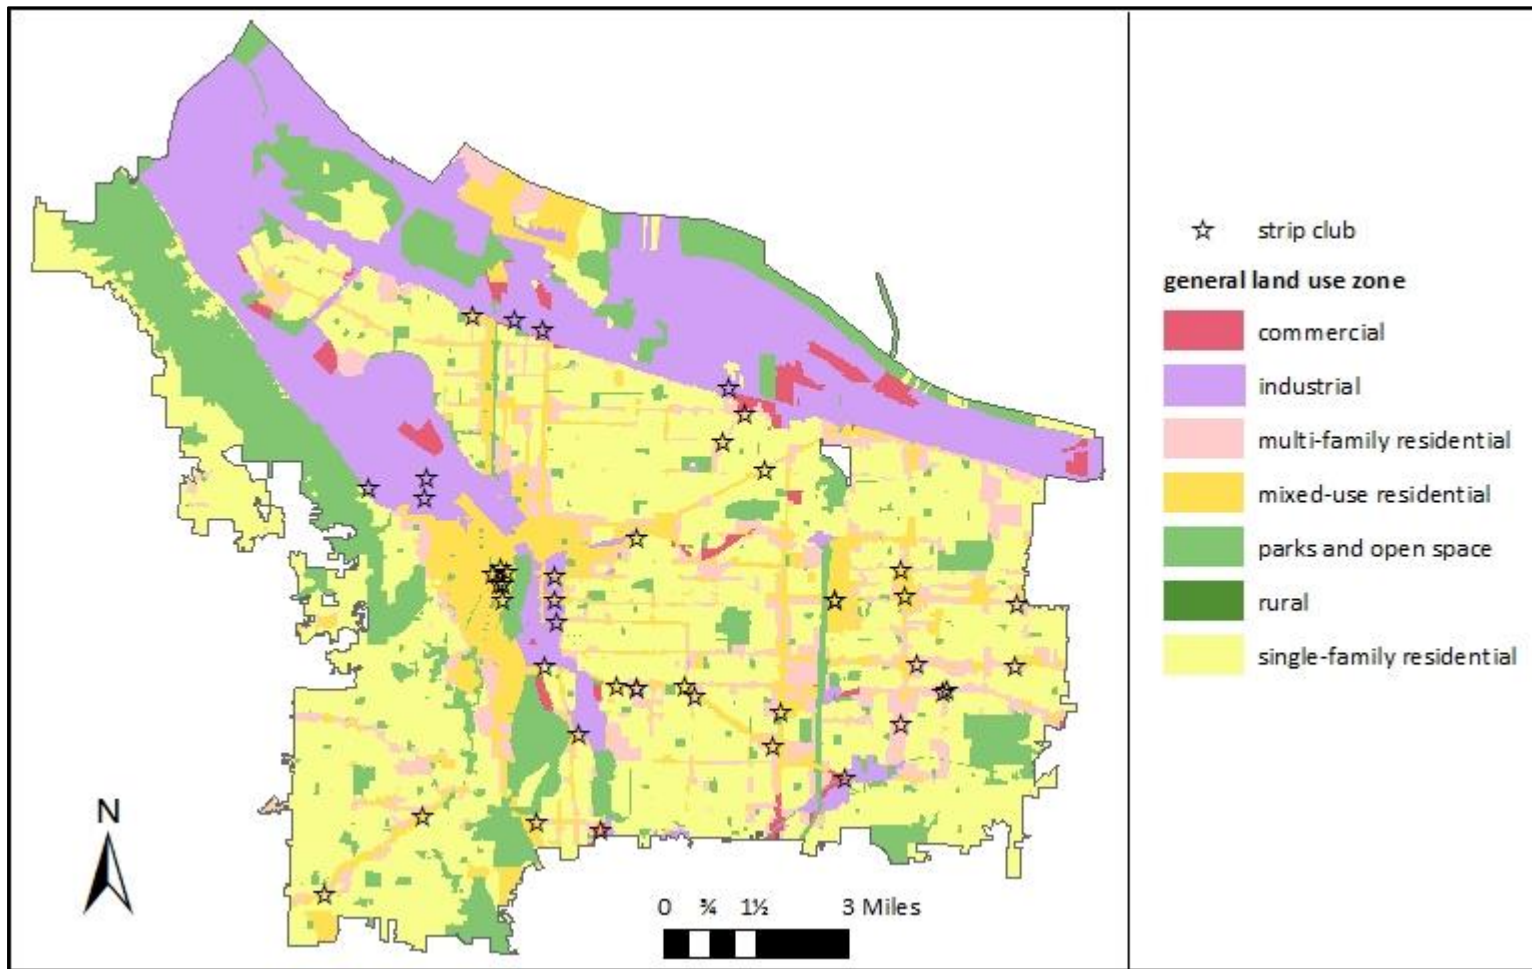 strip club
general land use zone
commercial
industrial
multi-family residential
mixed-use residential
parks and open space
rural
single-family residential
N
0 ¾ 1½ 3 Miles